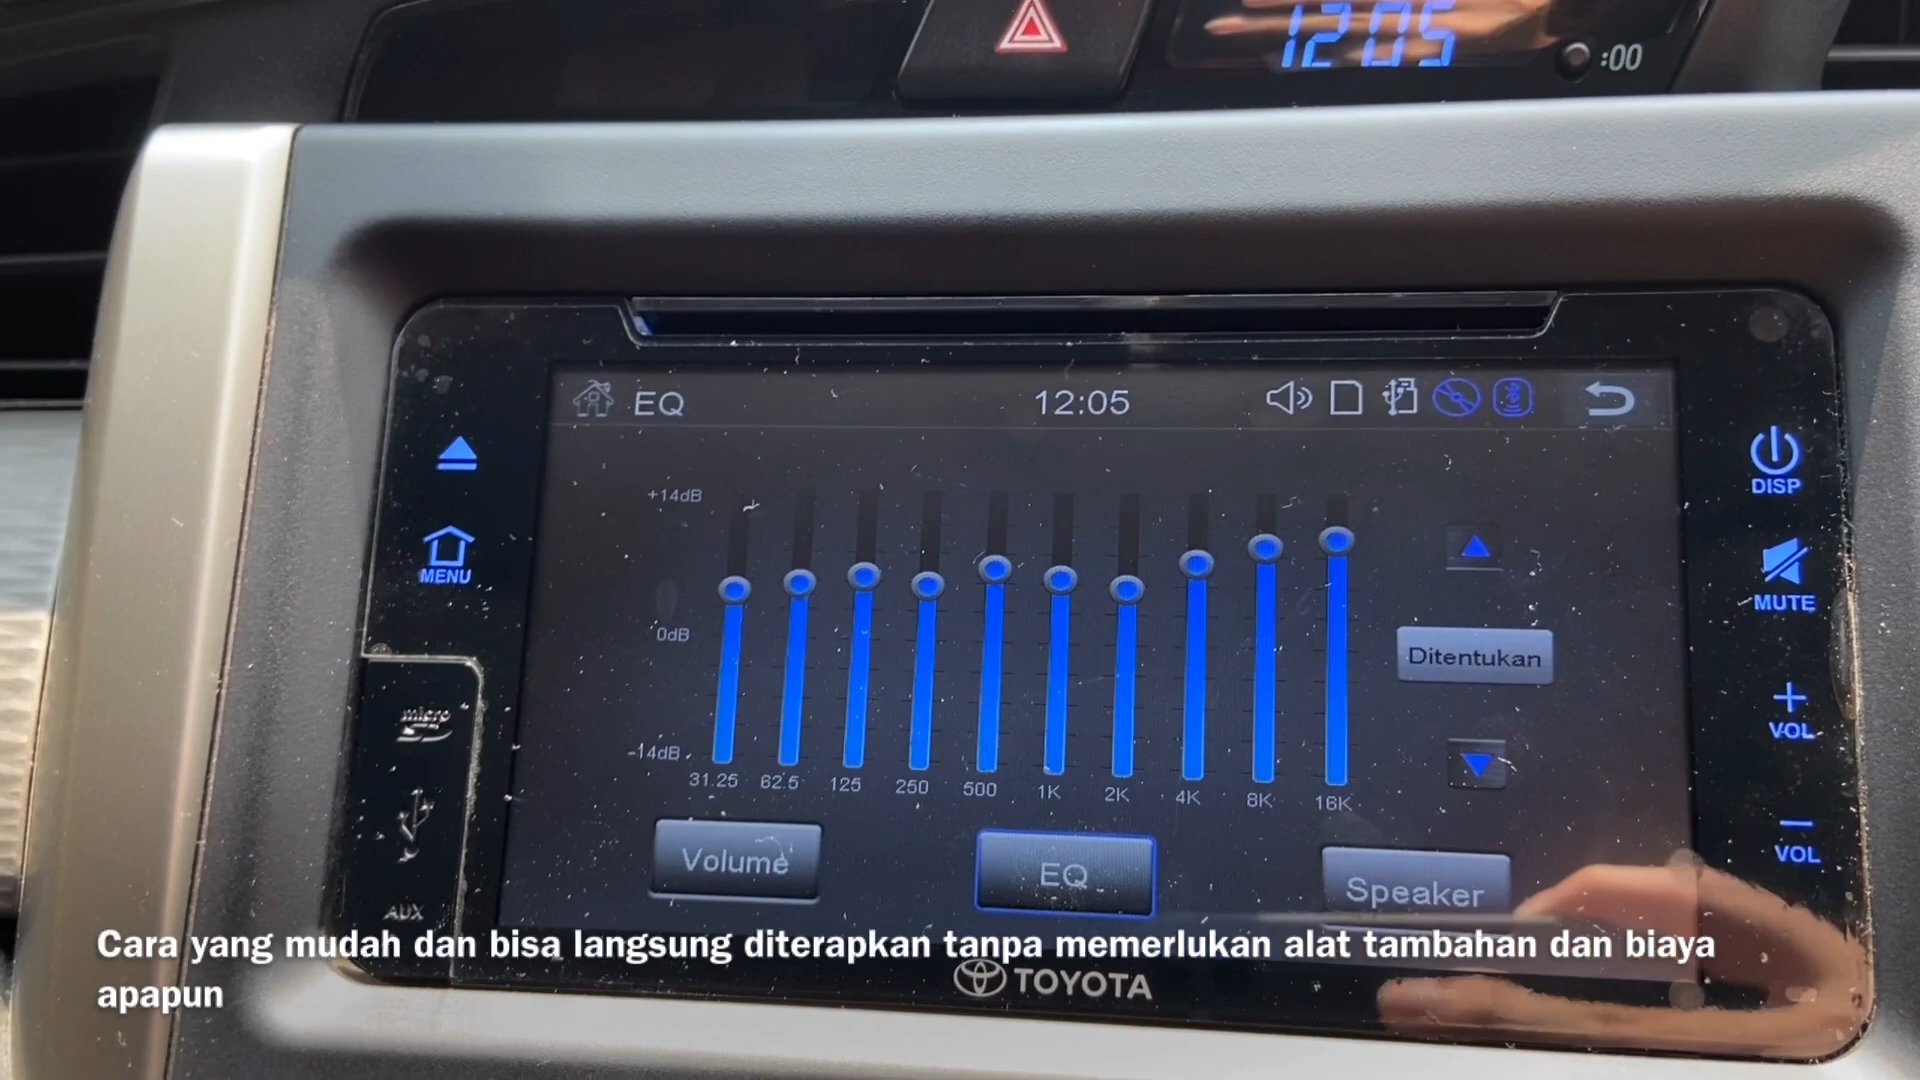 12:05
:00
EQ
12:05
DISP
MENU
MUTE
+14dB
0dB
-14dB
Ditentukan
VOL
31.25 62.5 125 250 500 1K 2K 4K 8K 16K
micro
Volume
EQ
Speaker
VOL
AUX
Cara yang mudah dan bisa langsung diterapkan tanpa memerlukan alat tambahan dan biaya
apapun
TOYOTA